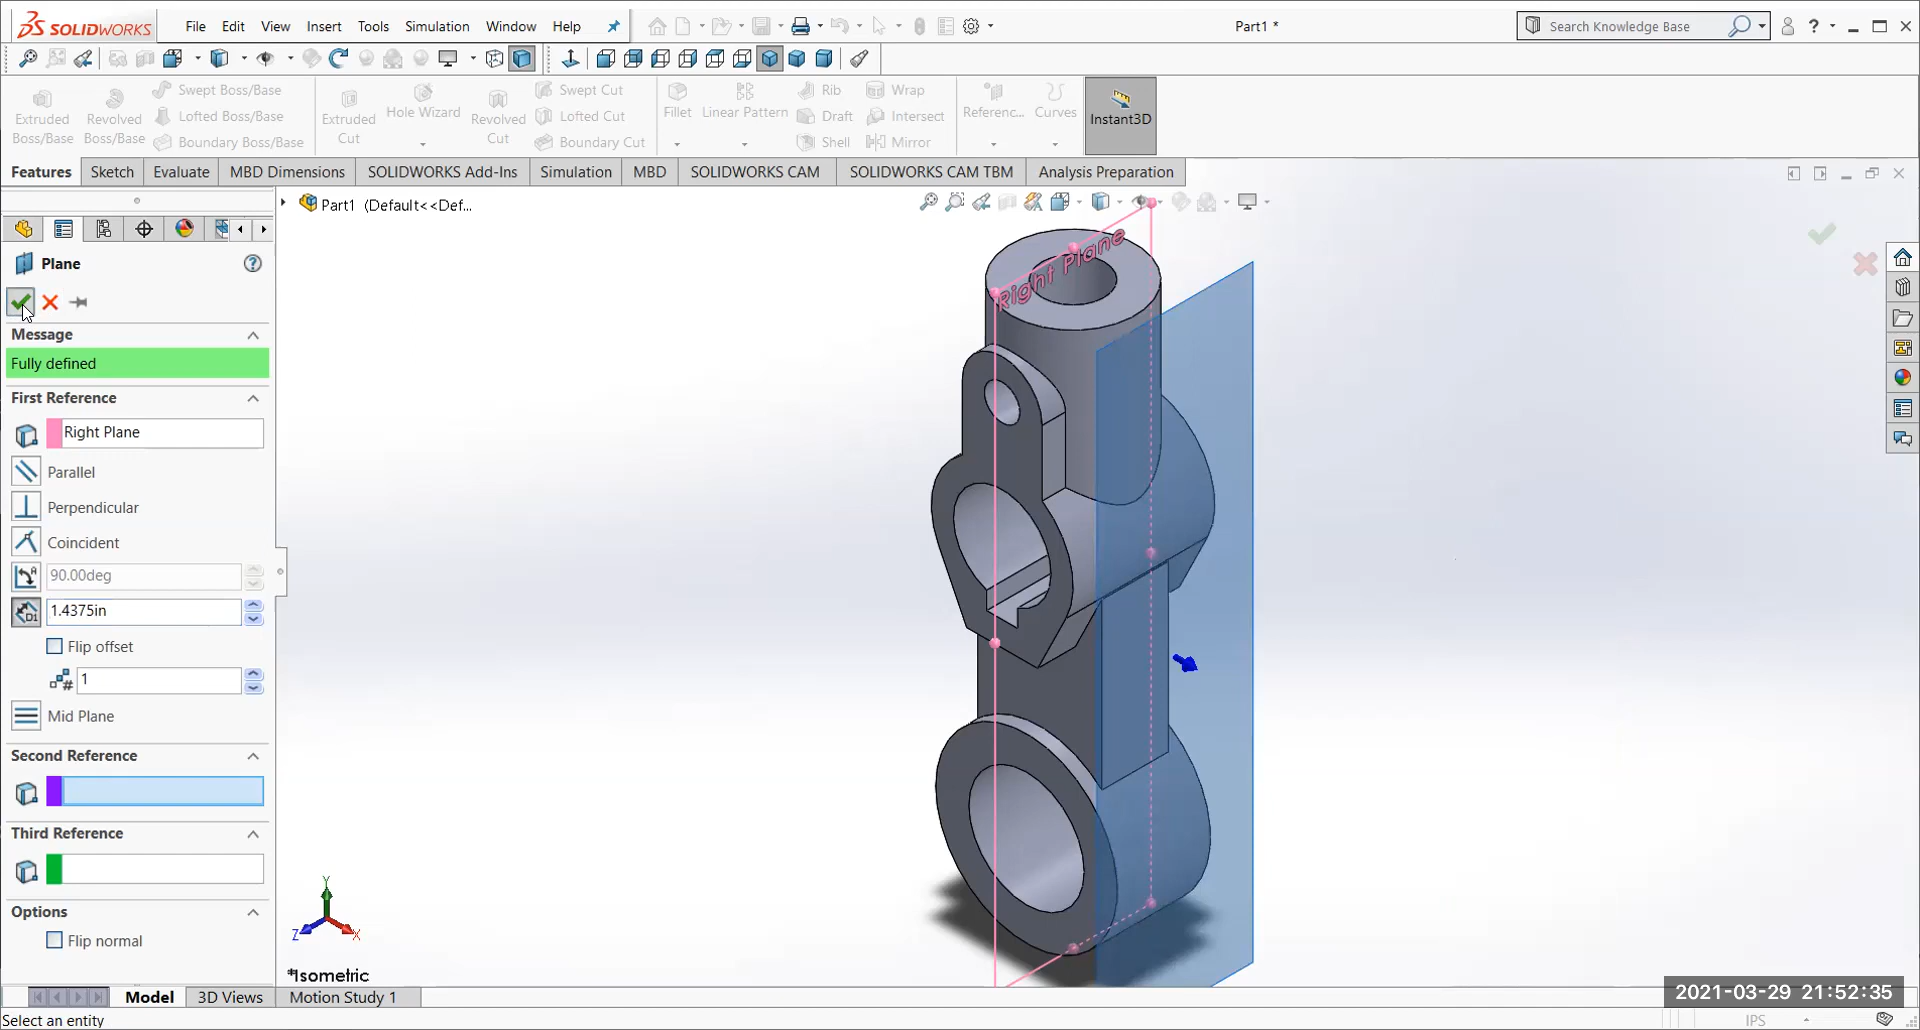 SOLIDWORKS File Edit View Insert Tools Simulation Window Help Part1 * Search Knowledge Base ?
Extruded Boss/Base Revolved Boss/Base Swept Boss/Base Lofted Boss/Base Boundary Boss/Base
Extruded Cut Hole Wizard Revolved Cut Swept Cut Lofted Cut Boundary Cut
Fillet Linear Pattern Rib Draft Shell Wrap Intersect Mirror
Referenc... Curves Instant3D
Features Sketch Evaluate MBD Dimensions SOLIDWORKS Add-Ins Simulation MBD SOLIDWORKS CAM SOLIDWORKS CAM TBM Analysis Preparation
Part1 (Default<<Def...
Right Plane
Plane ?
Message
Fully defined
First Reference
Right Plane
Parallel
Perpendicular
Coincident
90.00deg
1.4375in
Flip offset
1
Mid Plane
Second Reference
Third Reference
Options
Flip normal
Y
Z X
*Isometric
Model 3D Views Motion Study 1
2021-03-29 21:52:35
Select an entity IPS